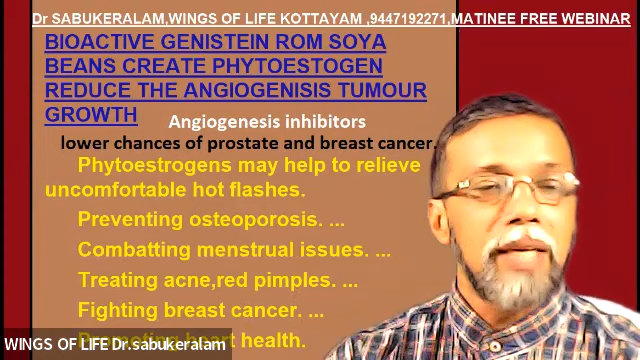 Dr SABUKERALAM,WINGS OF LIFE KOTTAYAM ,9447192271,MATINEE FREE WEBINAR
BIOACTIVE GENISTEIN ROM SOYA
BEANS CREATE PHYTOESTOGEN
REDUCE THE ANGIOGENISIS TUMOUR
GROWTH
Angiogenesis inhibitors
lower chances of prostate and breast cancer.
Phytoestrogens may help to relieve
uncomfortable hot flashes.
Preventing osteoporosis. ...
Combatting menstrual issues. ...
Treating acne,red pimples. ...
Fighting breast cancer. ...
Promoting heart health.
WINGS OF LIFE Dr.sabukeralam